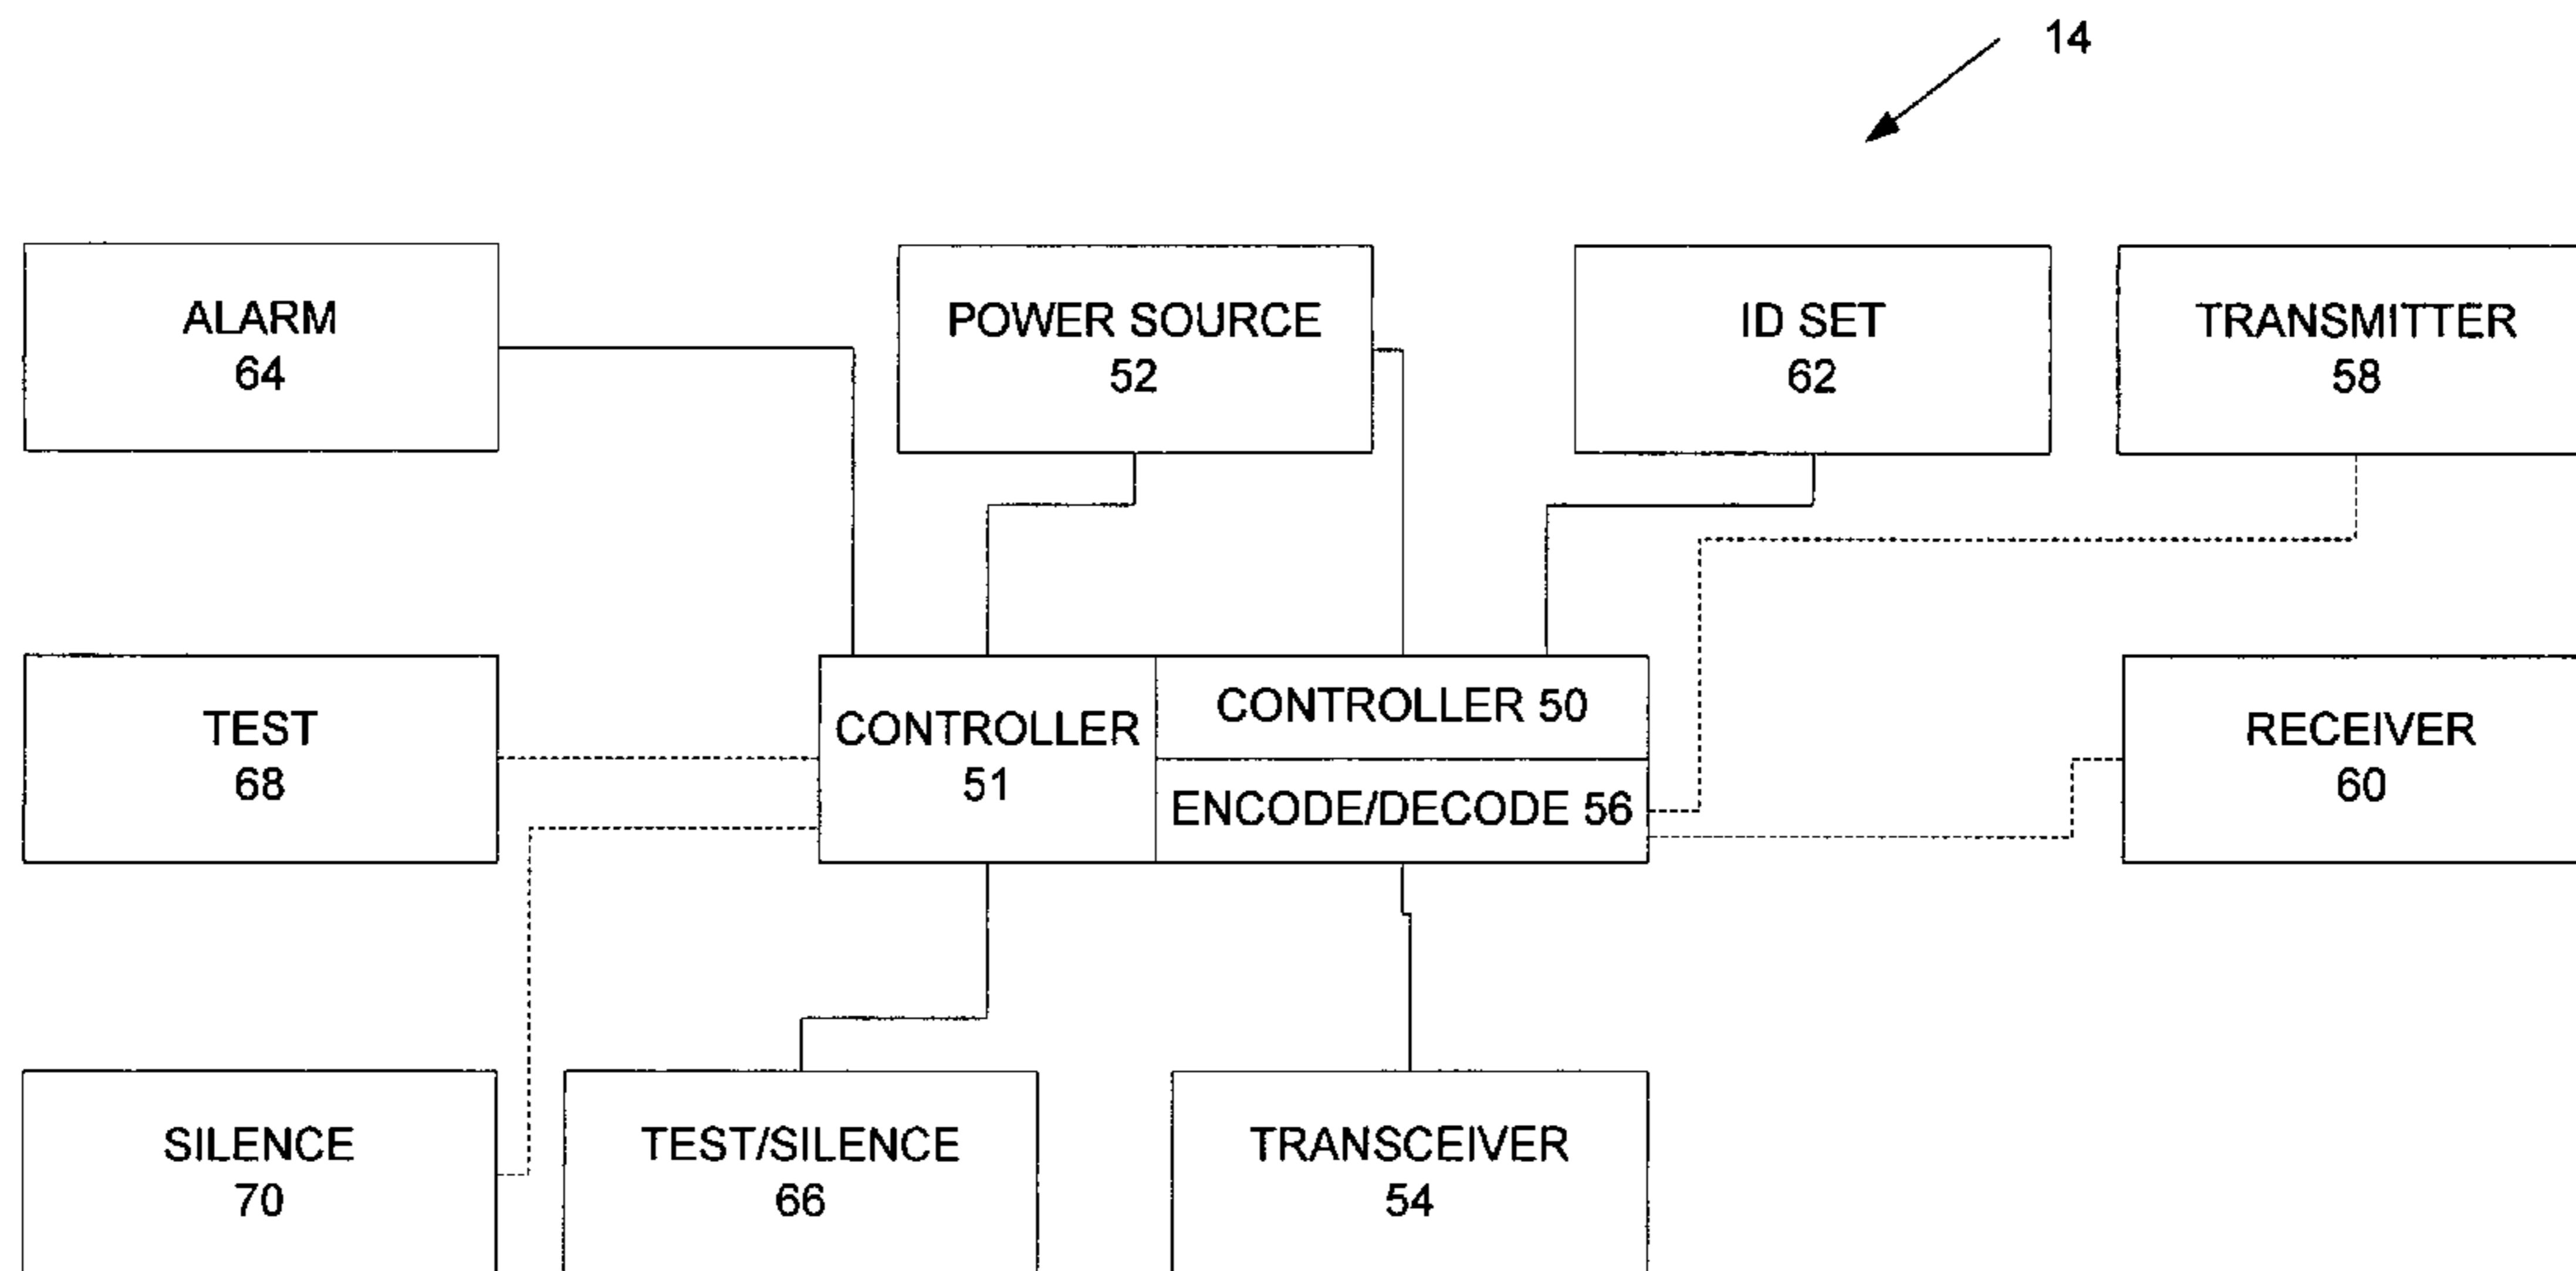 14
ALARM
64
POWER SOURCE
52
ID SET
62
TRANSMITTER
58
TEST
68
CONTROLLER
51
CONTROLLER 50
ENCODE/DECODE 56
RECEIVER
60
SILENCE
70
TEST/SILENCE
66
TRANSCEIVER
54